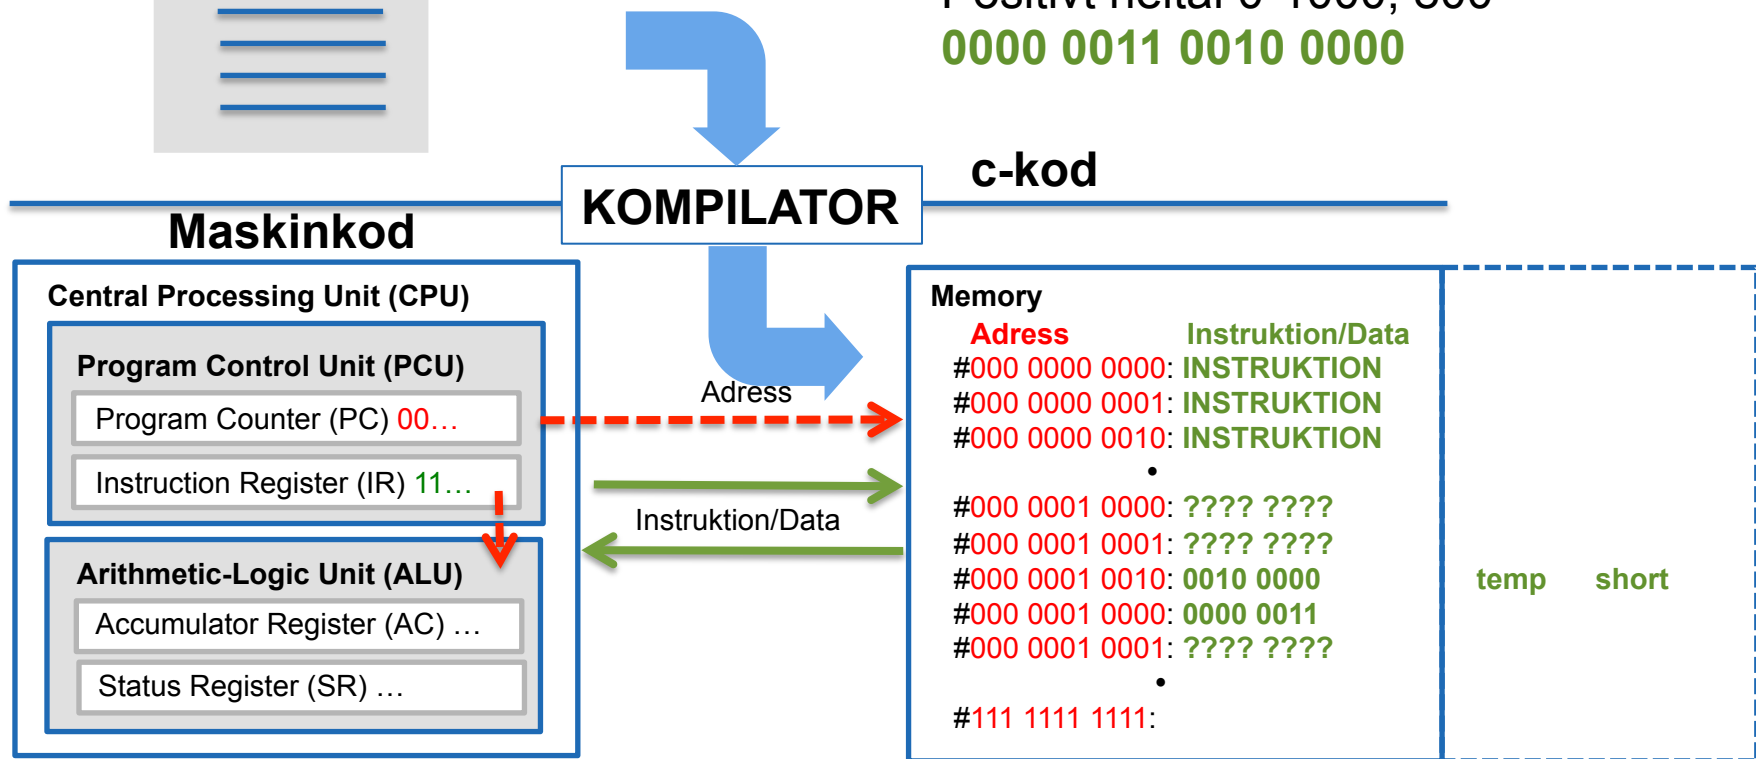 0000 0011 0010 0000
c-kod
KOMPILATOR
Maskinkod
Central Processing Unit (CPU)
Program Control Unit (PCU)
Program Counter (PC) 00…
Instruction Register (IR) 11…
Arithmetic-Logic Unit (ALU)
Accumulator Register (AC) …
Status Register (SR) …
Adress
Instruktion/Data
Memory
Adress Instruktion/Data
#000 0000 0000: INSTRUKTION
#000 0000 0001: INSTRUKTION
#000 0000 0010: INSTRUKTION
•
#000 0001 0000: ???? ????
#000 0001 0001: ???? ????
#000 0001 0010: 0010 0000 temp short
#000 0001 0000: 0000 0011
#000 0001 0001: ???? ????
•
#111 1111 1111: